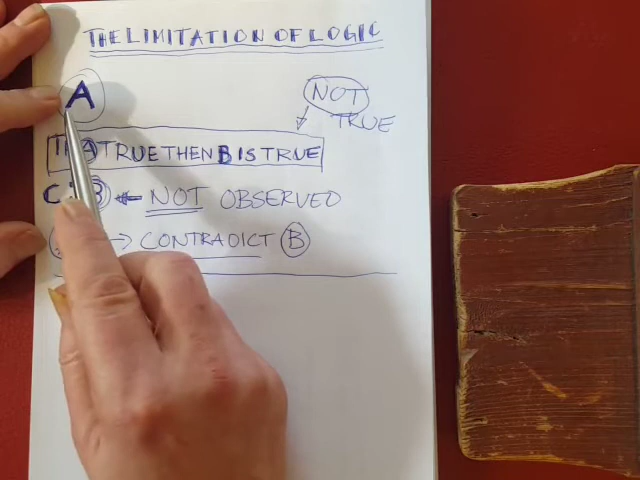 THE LIMITATION OF LOGIC
A
NOT
TRUE
A TRUE THEN B IS TRUE
C B ← NOT OBSERVED
→ CONTRADICT B